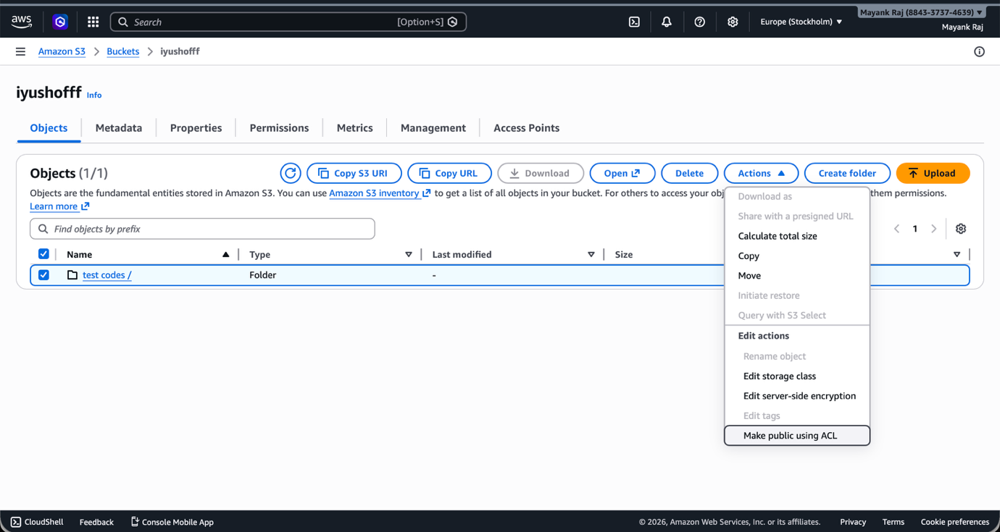 aws
Search
[Option+S]
Europe (Stockholm) ▼
Mayank Raj (8843-3737-4639) ▼
Mayank Raj
Amazon S3 > Buckets > iyushofff
iyushofff Info
Objects
Metadata
Properties
Permissions
Metrics
Management
Access Points
Objects (1/1)
Copy S3 URI
Copy URL
Download
Open
Delete
Actions ▲
Create folder
Upload
Objects are the fundamental entities stored in Amazon S3. You can use Amazon S3 inventory to get a list of all objects in your bucket. For others to access your obj
them permissions.
Learn more
Find objects by prefix
1
Name
Type
Last modified
Size
test codes /
Folder
-
Download as
Share with a presigned URL
Calculate total size
Copy
Move
Initiate restore
Query with S3 Select
Edit actions
Rename object
Edit storage class
Edit server-side encryption
Edit tags
Make public using ACL
CloudShell
Feedback
Console Mobile App
© 2026, Amazon Web Services, Inc. or its affiliates.
Privacy
Terms
Cookie preferences